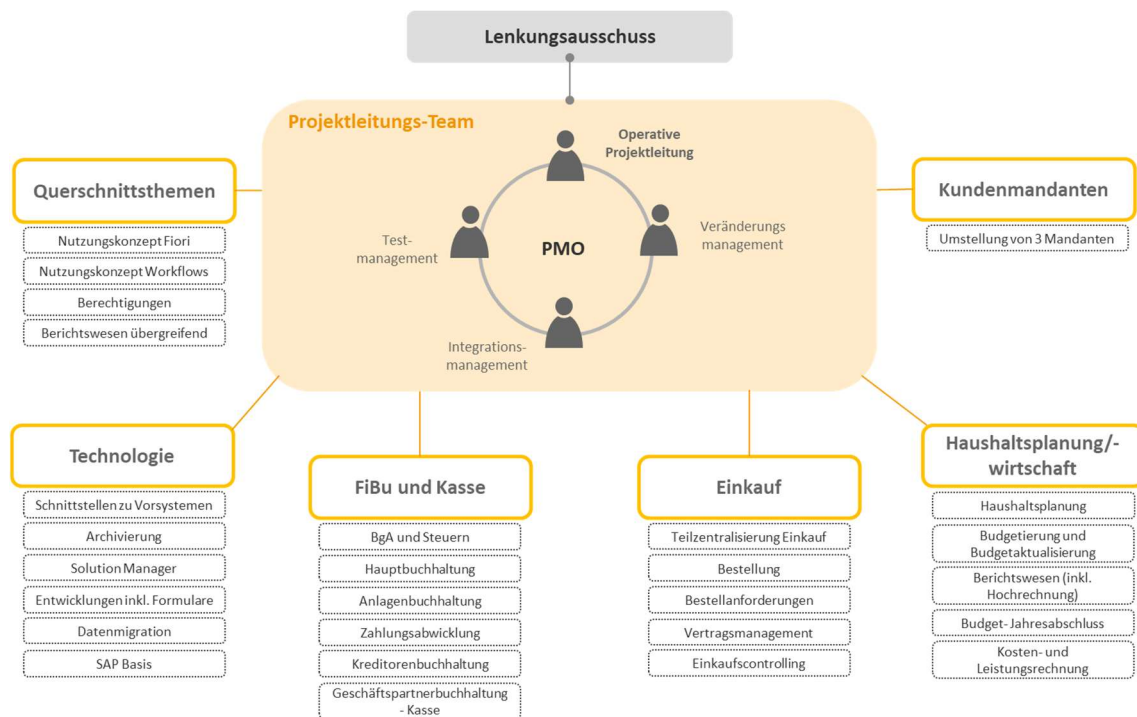 Lenkungsausschuss
Projektleitungs-Team
Operative
Projektleitung
Test-
management
PMO
Veränderungs
management
Integrations-
management
Querschnittsthemen
Nutzungskonzept Fiori
Nutzungskonzept Workflows
Berechtigungen
Berichtswesen übergreifend
Kundenmandanten
Umstellung von 3 Mandanten
Technologie
Schnittstellen zu Vorsystemen
Archivierung
Solution Manager
Entwicklungen inkl. Formulare
Datenmigration
SAP Basis
FiBu und Kasse
BgA und Steuern
Hauptbuchhaltung
Anlagenbuchhaltung
Zahlungsabwicklung
Kreditorenbuchhaltung
Geschäftspartnerbuchhaltung
- Kasse
Einkauf
Teilzentralisierung Einkauf
Bestellung
Bestellanforderungen
Vertragsmanagement
Einkaufscontrolling
Haushaltsplanung/-
wirtschaft
Haushaltsplanung
Budgetierung und
Budgetaktualisierung
Berichtswesen (inkl.
Hochrechnung)
Budget- Jahresabschluss
Kosten- und
Leistungsrechnung